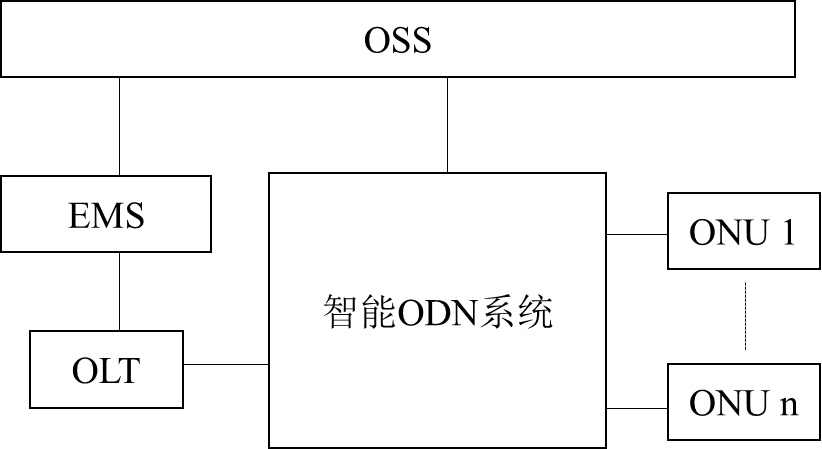 OSS
EMS
智能ODN系统
ONU 1
OLT
ONU n